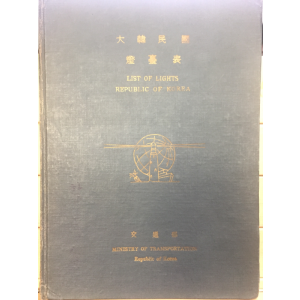 大韓民國
燈臺表
LIST OF LIGHTS
REPUBLIC OF KOREA
交通部
MINISTRY OF TRANSPORTATION
Republic of Korea